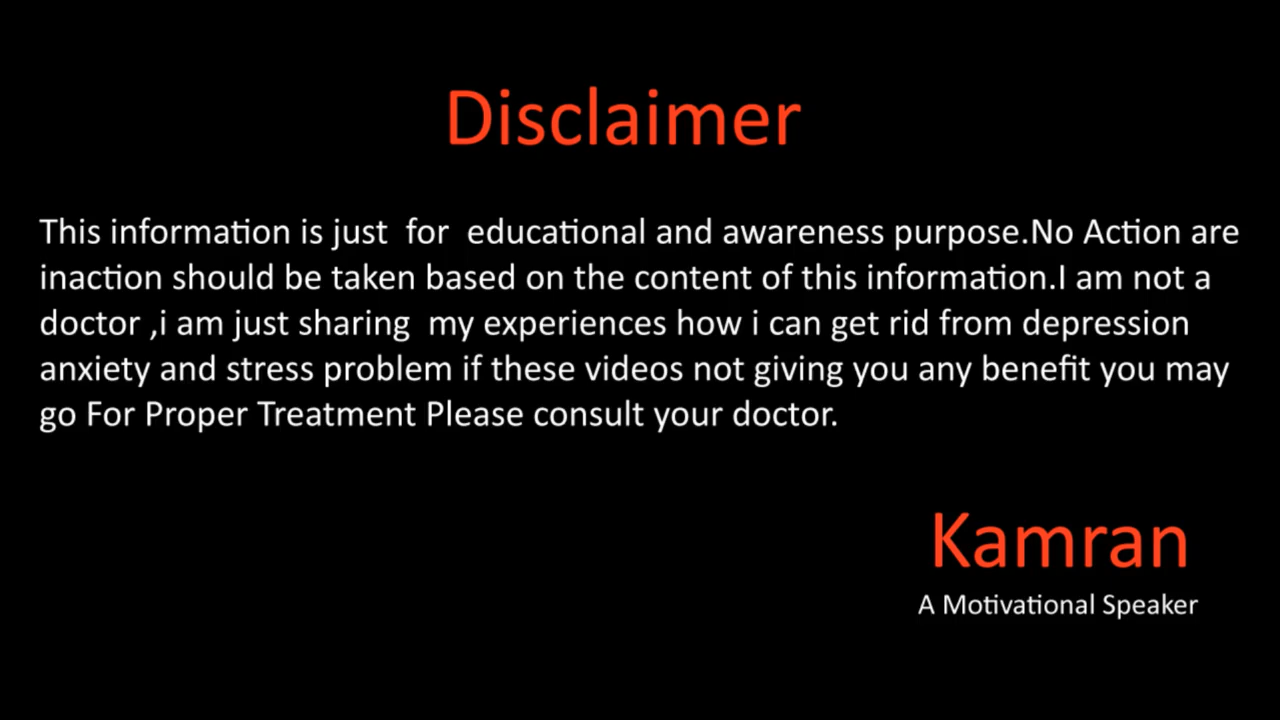 Disclaimer
This information is just  for  educational and awareness purpose.No Action are
inaction should be taken based on the content of this information.I am not a
doctor ,i am just sharing  my experiences how i can get rid from depression
anxiety and stress problem if these videos not giving you any benefit you may
go For Proper Treatment Please consult your doctor.
Kamran
A Motivational Speaker